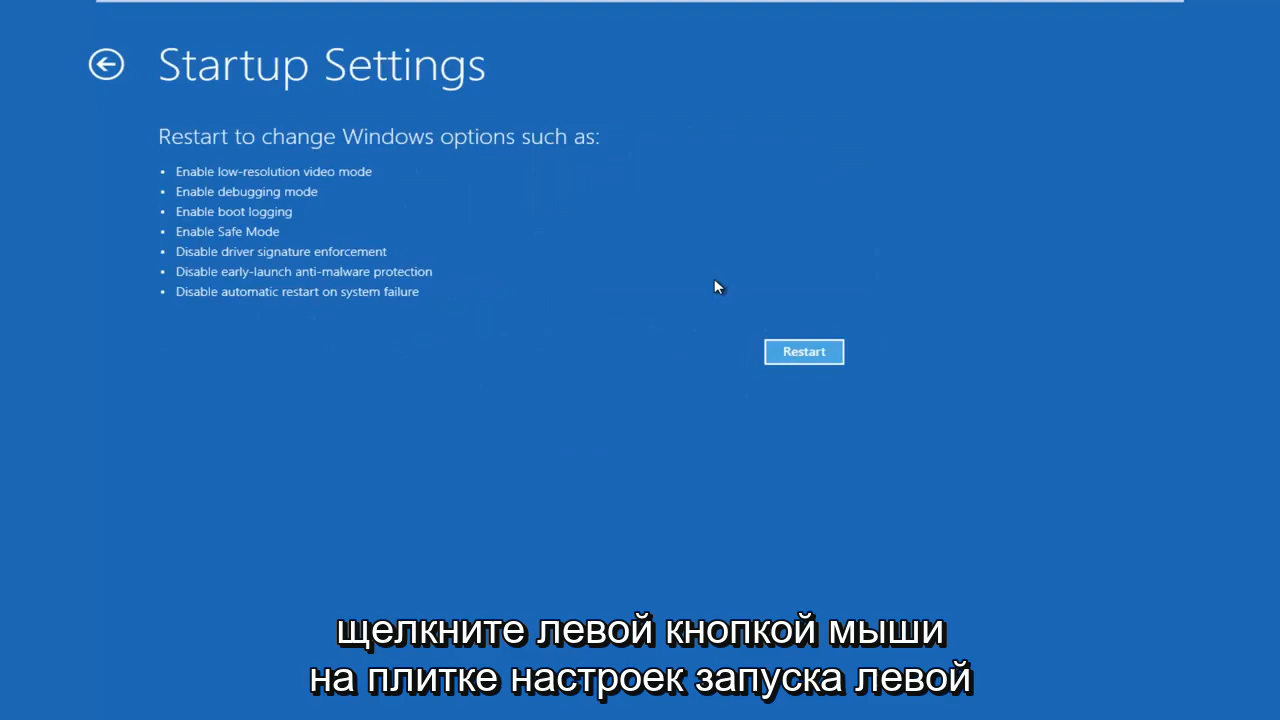 Startup Settings
Restart to change Windows options such as:
• Enable low-resolution video mode
• Enable debugging mode
• Enable boot logging
• Enable Safe Mode
• Disable driver signature enforcement
• Disable early-launch anti-malware protection
• Disable automatic restart on system failure
Restart
щелкните левой кнопкой мыши
на плитке настроек запуска левой